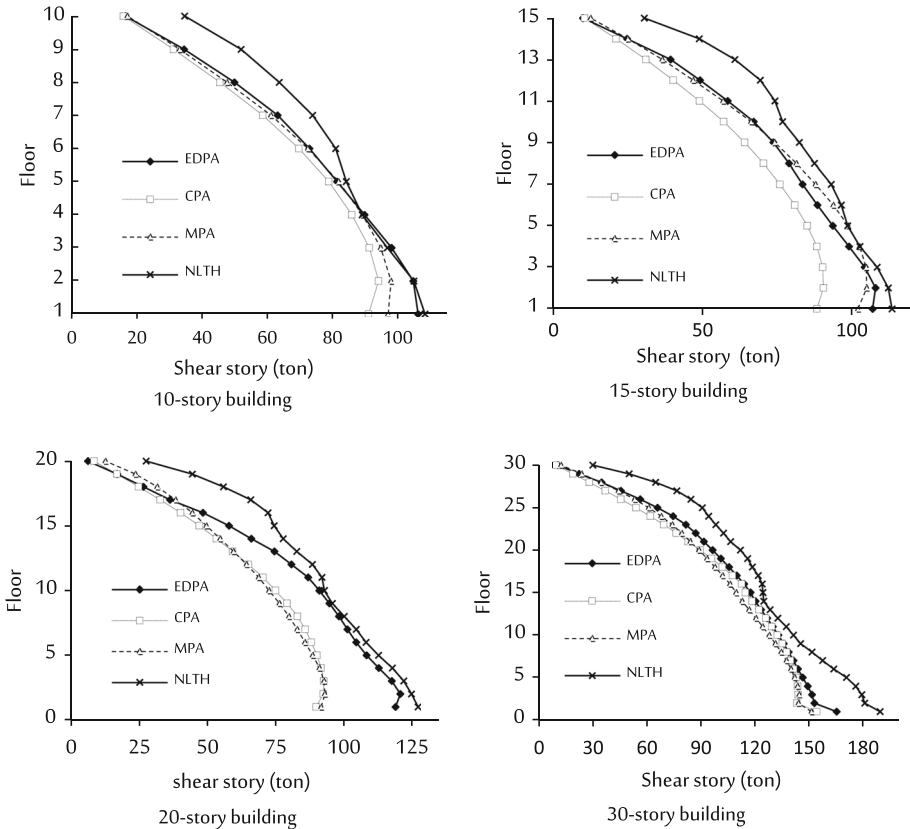 10
9
8
7
6
5
4
3
2
1
Floor
EDPA
CPA
MPA
NLTH
0 20 40 60 80 100
Shear story (ton)
10-story building
15
13
11
9
7
5
3
1
Floor
EDPA
CPA
MPA
NLTH
0 50 100
Shear story (ton)
15-story building
20
15
10
5
0
Floor
EDPA
CPA
MPA
NLTH
0 25 50 75 100 125
shear story (ton)
20-story building
30
25
20
15
10
5
0
Floor
EDPA
CPA
MPA
NLTH
0 30 60 90 120 150 180
Shear story (ton)
30-story building